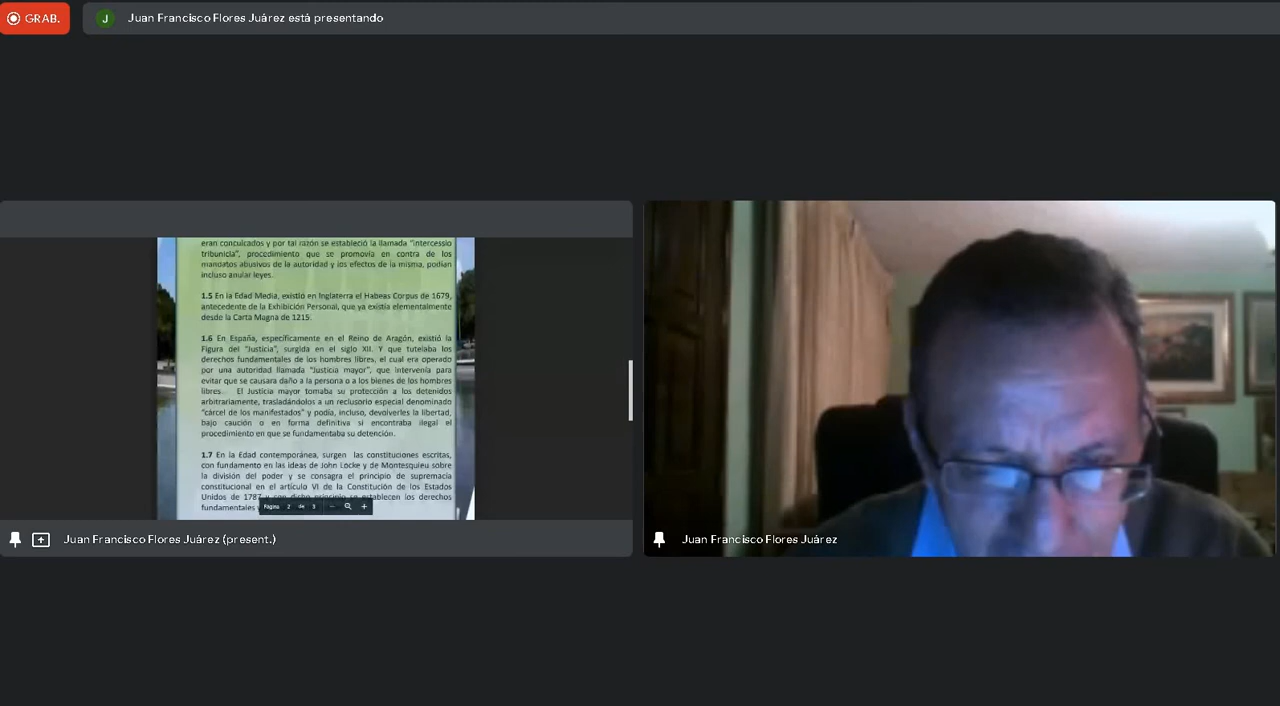 GRAB.
J
Juan Francisco Flores Juárez está presentando
eran conculcados y por tal razón se estableció la llamada "intercessio
tribunicia", procedimiento que se promovía en contra de los
mandatos abusivos de la autoridad y los efectos de la misma, podían
incluso anular leyes.
1.5 En la Edad Media, existió en Inglaterra el Habeas Corpus de 1679,
antecedente de la Exhibición Personal, que ya existía elementalmente
desde la Carta Magna de 1215.
1.6 En España, específicamente en el Reino de Aragón, existió la
Figura del "Justicia", surgida en el siglo XII. Y que tutelaba los
derechos fundamentales de los hombres libres, el cual era operado
por una autoridad llamada "Justicia mayor", que intervenía para
evitar que se causara daño a la persona o a los bienes de los hombres
libres. El Justicia mayor tomaba su protección a los detenidos
arbitrariamente, trasladándolos a un reclusorio especial denominado
"cárcel de los manifestados" y podía, incluso, devolverles la libertad,
bajo caución o en forma definitiva si encontraba ilegal el
procedimiento en que se fundamentaba su detención.
1.7 En la Edad contemporánea, surgen las constituciones escritas,
con fundamento en las ideas de John Locke y de Montesquieu sobre
la división del poder y se consagra el principio de supremacía
constitucional en el artículo VI de la Constitución de los Estados
Unidos de 1787 y con dicho principio se establecen los derechos
fundamentales
Página 2 de 3
Juan Francisco Flores Juárez (present.)
Juan Francisco Flores Juárez